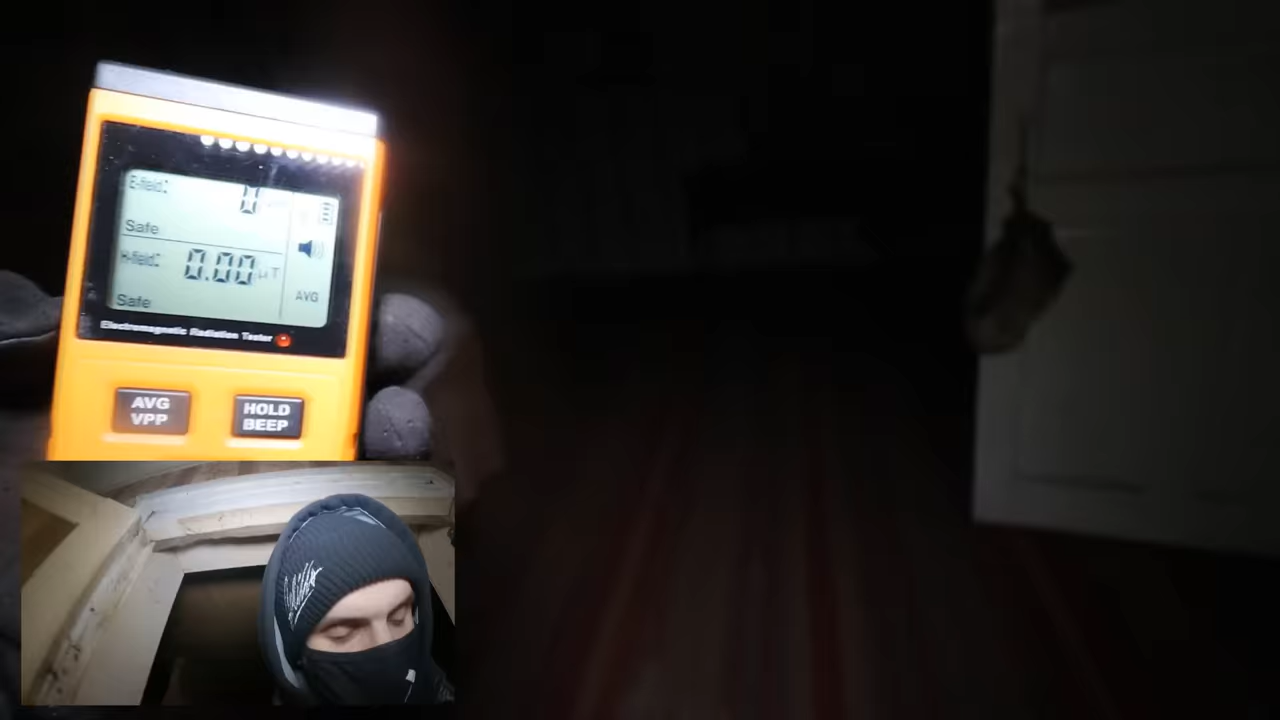 E-field:
0
Safe
H-field:
0.00 μT
Safe
AVG
Electromagnetic Radiation Tester
AVG
VPP
HOLD
BEEP